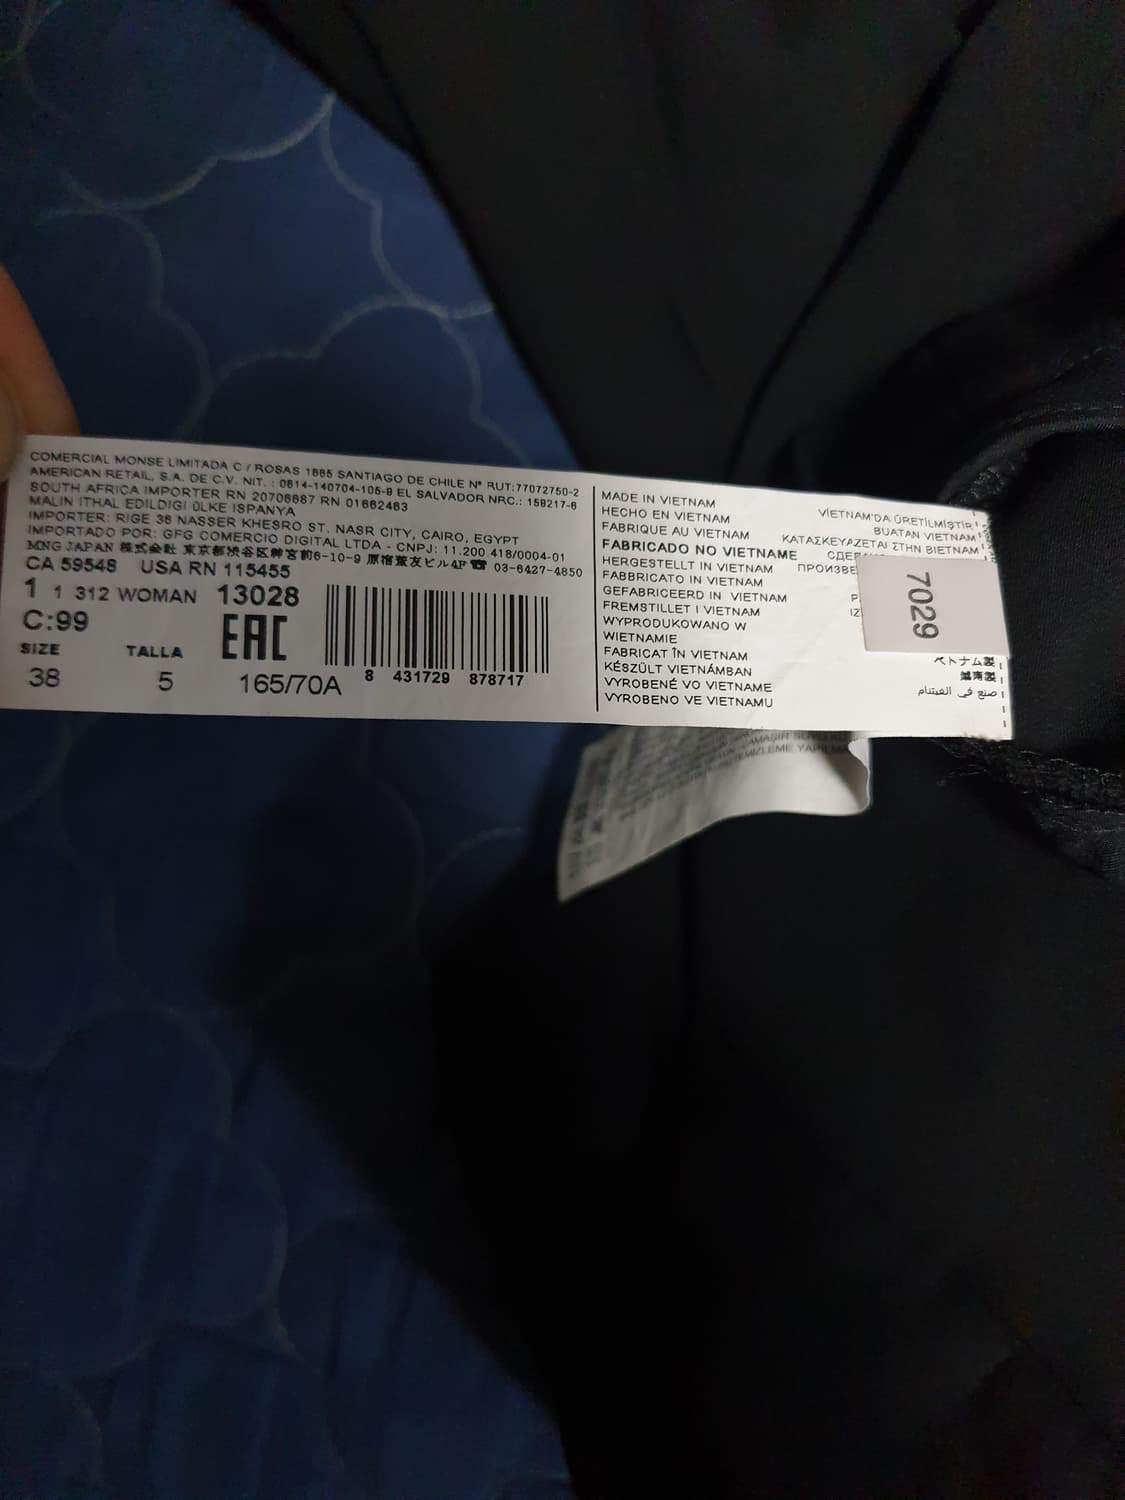 COMERCIAL MONSE LIMITADA C / ROSAS 1665 SANTIAGO DE CHILE Nº RUT:77072750-2
AMERICAN RETAIL, S.A. DE C.V. NIT. : 0614-140704-105-9 EL SALVADOR NRC.: 158217-6
SOUTH AFRICA IMPORTER RN 20706687 RN 01662463
MALIN ITHAL EDILDIGI ÜLKE ISPANYA
IMPORTER: RIGE 36 NASSER KHESRO ST. NASR CITY, CAIRO, EGYPT
IMPORTADO POR: GFG COMERCIO DIGITAL LTDA - CNPJ: 11.200.418/0004-01
MNG JAPAN 株式会社 東京都渋谷区神宮前6-10-9 原宿董友ビル4F ☎ 03-6427-4850
CA 59548 USA RN 115455
1 1 312 WOMAN 13028
C:99
EAC
SIZE TALLA
38 5 165/70A
8 431729 878717
MADE IN VIETNAM
HECHO EN VIETNAM
FABRIQUE AU VIETNAM
FABRICADO NO VIETNAME
HERGESTELLT IN VIETNAM
FABBRICATO IN VIETNAM
GEFABRICEERD IN VIETNAM
FREMSTILLET I VIETNAM
WYPRODUKOWANO W
WIETNAMIE
FABRICAT ÎN VIETNAM
KÉSZÜLT VIETNÁMBAN
VYROBENÉ VO VIETNAME
VYROBENO VE VIETNAMU
VIETNAM'DA ÜRETİLMİŞTİR
BUATAN VIETNAM
ΚΑΤΑΣΚΕΥΑΖΕΤΑΙ ΣΤΗΝ ΒΙΕΤΝΑΜ
7029
ベトナム製
越南製
صنع في الفيتنام